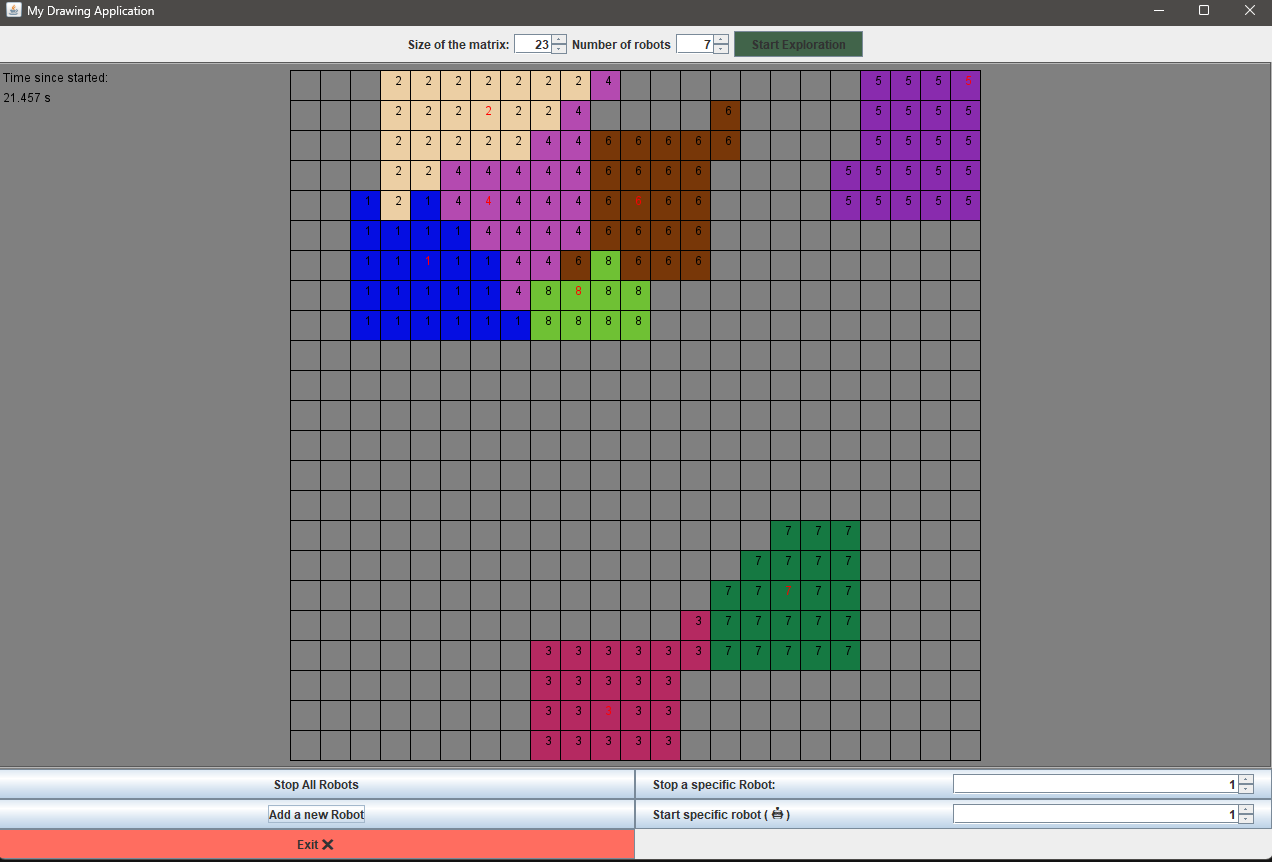 My Drawing Application
Size of the matrix: 23 Number of robots 7 Start Exploration
Time since started:
21.457 s
2 2 2 2 2 2 2 4 5 5 5 5
2 2 2 2 2 2 4 6 5 5 5 5
2 2 2 2 2 4 4 6 6 6 6 6 5 5 5 5
2 2 4 4 4 4 4 6 6 6 6 5 5 5 5 5
1 2 1 4 4 4 4 4 6 6 6 6 5 5 5 5 5
1 1 1 1 4 4 4 4 6 6 6 6
1 1 1 1 1 4 4 6 8 6 6 6
1 1 1 1 1 4 8 8 8 8
1 1 1 1 1 1 8 8 8 8
7 7 7
7 7 7 7
7 7 7 7 7
3 7 7 7 7 7
3 3 3 3 3 3 7 7 7 7 7
3 3 3 3 3
3 3 3 3 3
3 3 3 3 3
Stop All Robots Stop a specific Robot: 1
Add a new Robot Start specific robot ( 🤖 ) 1
Exit ❌